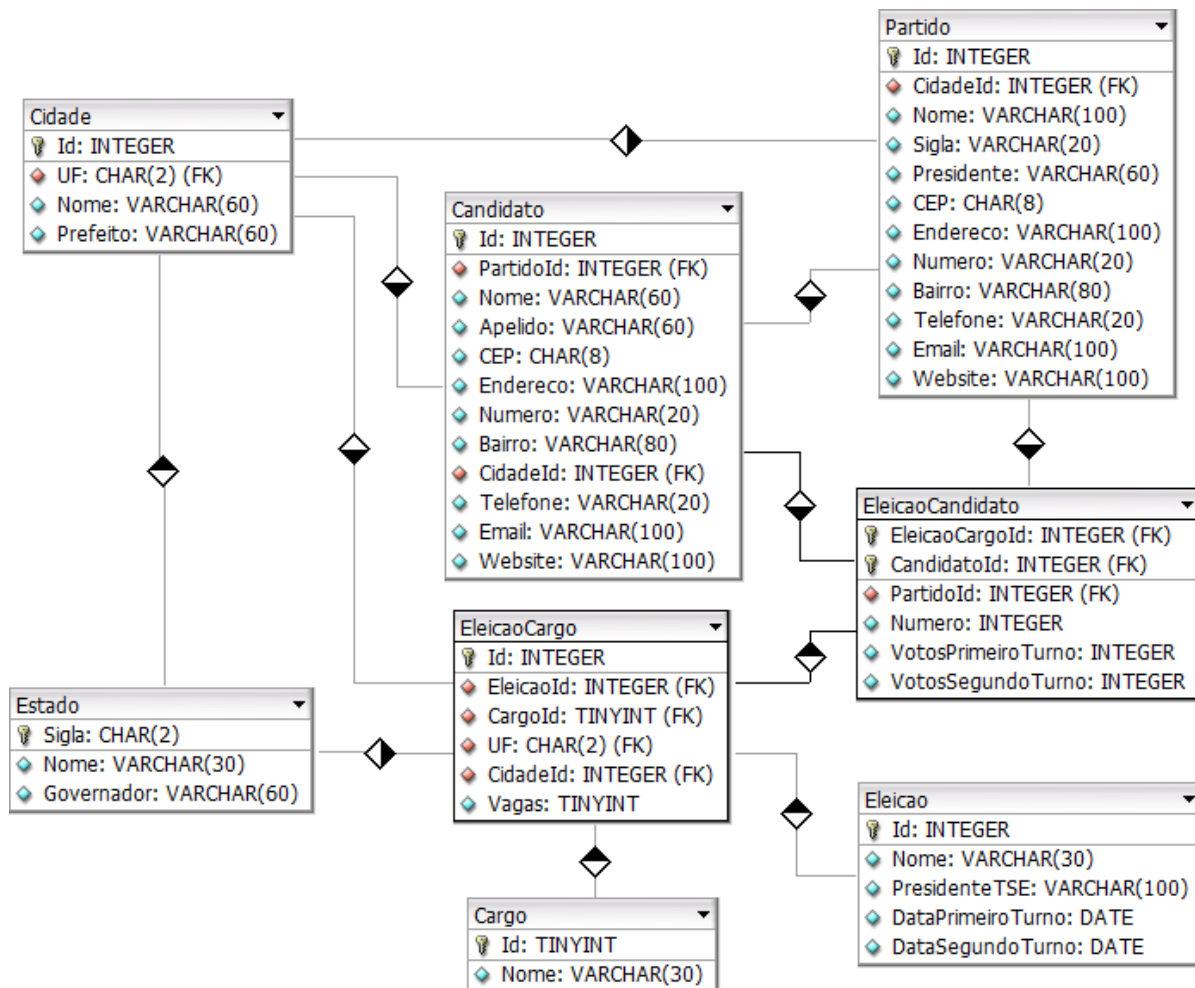 Partido
Id: INTEGER
CidadeId: INTEGER (FK)
Nome: VARCHAR(100)
Sigla: VARCHAR(20)
Presidente: VARCHAR(60)
CEP: CHAR(8)
Endereco: VARCHAR(100)
Numero: VARCHAR(20)
Bairro: VARCHAR(80)
Telefone: VARCHAR(20)
Email: VARCHAR(100)
Website: VARCHAR(100)
Cidade
Id: INTEGER
UF: CHAR(2) (FK)
Nome: VARCHAR(60)
Prefeito: VARCHAR(60)
Candidato
Id: INTEGER
PartidoId: INTEGER (FK)
Nome: VARCHAR(60)
Apelido: VARCHAR(60)
CEP: CHAR(8)
Endereco: VARCHAR(100)
Numero: VARCHAR(20)
Bairro: VARCHAR(80)
CidadeId: INTEGER (FK)
Telefone: VARCHAR(20)
Email: VARCHAR(100)
Website: VARCHAR(100)
EleicaoCandidato
EleicaoCargoId: INTEGER (FK)
CandidatoId: INTEGER (FK)
PartidoId: INTEGER (FK)
Numero: INTEGER
VotosPrimeiroTurno: INTEGER
VotosSegundoTurno: INTEGER
EleicaoCargo
Id: INTEGER
EleicaoId: INTEGER (FK)
CargoId: TINYINT (FK)
UF: CHAR(2) (FK)
CidadeId: INTEGER (FK)
Vagas: TINYINT
Estado
Sigla: CHAR(2)
Nome: VARCHAR(30)
Governador: VARCHAR(60)
Eleicao
Id: INTEGER
Nome: VARCHAR(30)
PresidenteTSE: VARCHAR(100)
DataPrimeiroTurno: DATE
DataSegundoTurno: DATE
Cargo
Id: TINYINT
Nome: VARCHAR(30)